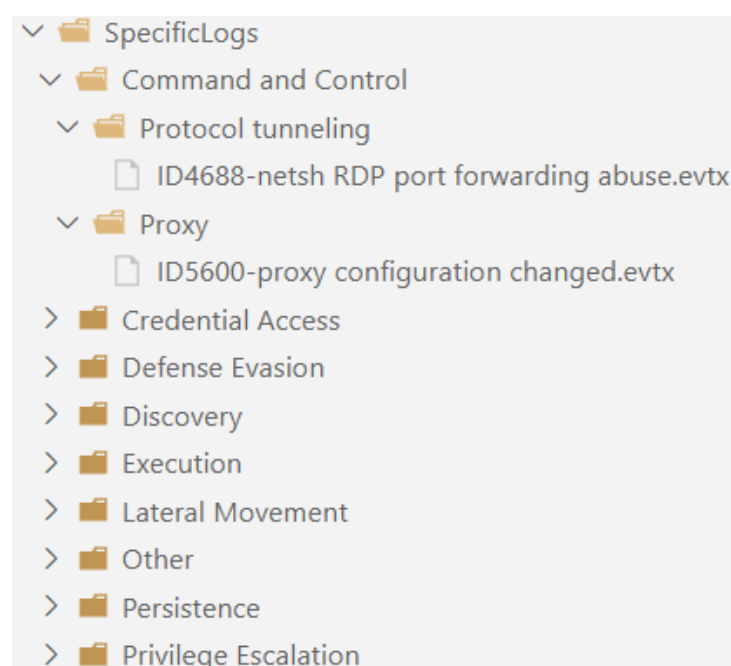 SpecificLogs
Command and Control
Protocol tunneling
ID4688-netsh RDP port forwarding abuse.evtx
Proxy
ID5600-proxy configuration changed.evtx
Credential Access
Defense Evasion
Discovery
Execution
Lateral Movement
Other
Persistence
Privilege Escalation